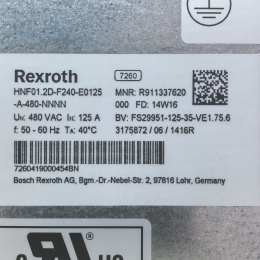 Rexroth
7260
MNR: R911337620
HNF01.2D-F240-E0125
-A-480-NNNN
000 FD: 14W16
UN: 480 VAC IN: 125 A
BV: FS29951-125-35-VE1.75.6
f: 50 - 60 Hz TA: 40°C
3175872 / 06 / 1416R
7260419000454BN
Bosch Rexroth AG, Bgm.-Dr.-Nebel-Str. 2, 97816 Lohr, Germany